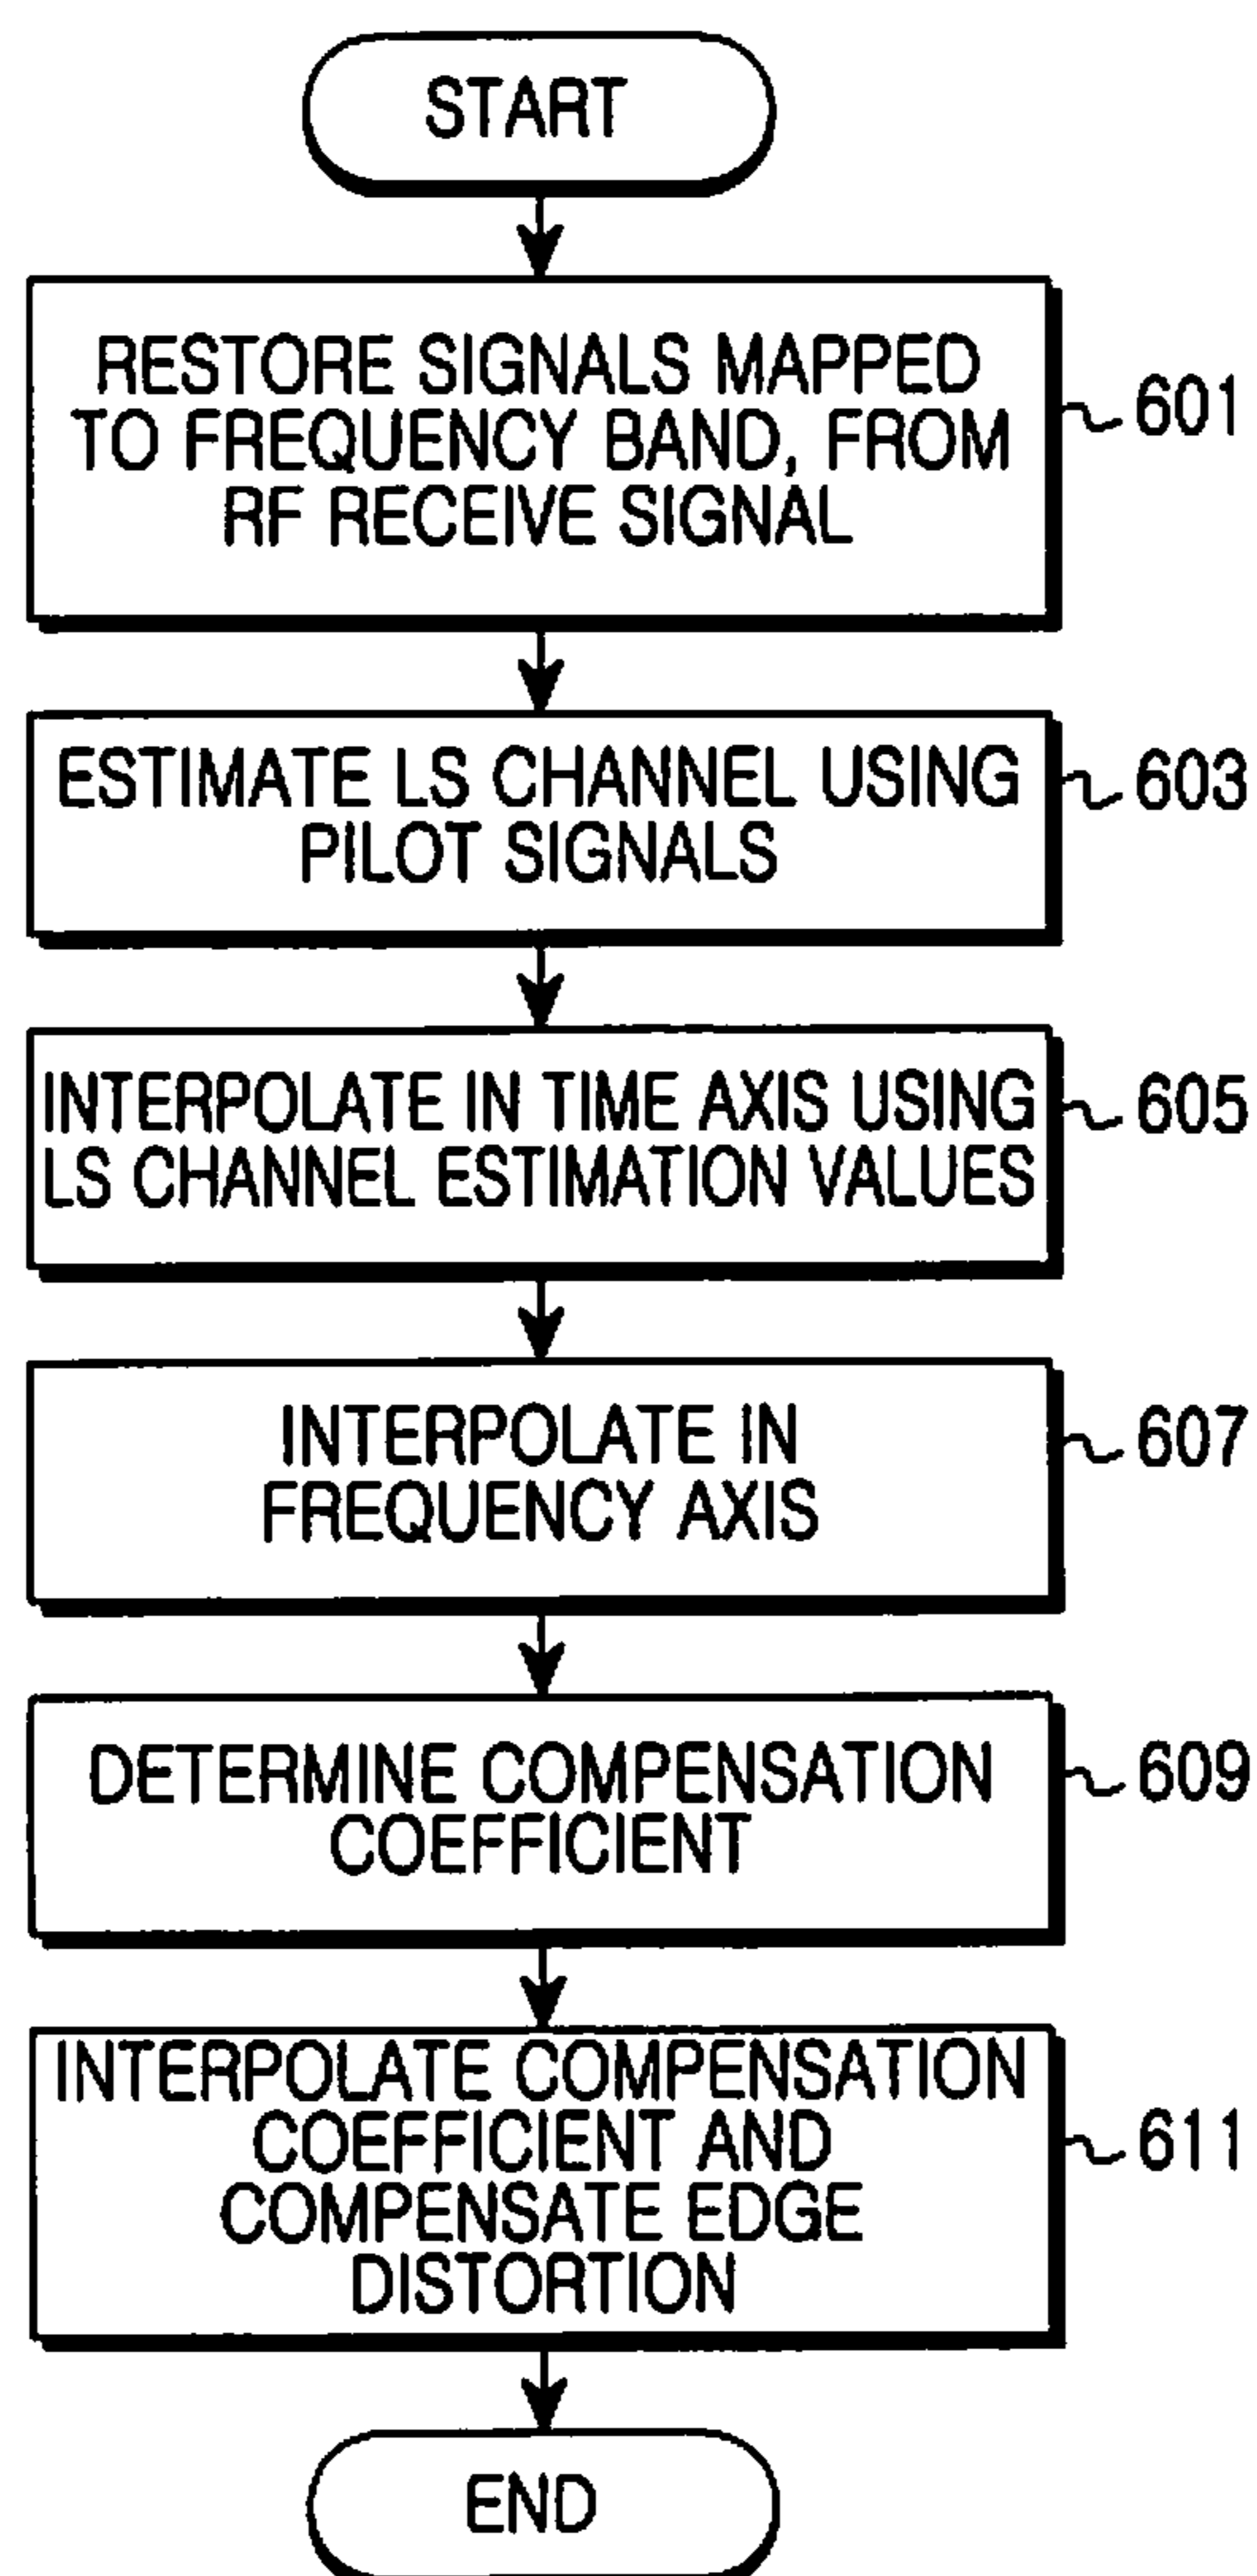 START
RESTORE SIGNALS MAPPED
TO FREQUENCY BAND, FROM
RF RECEIVE SIGNAL
601
ESTIMATE LS CHANNEL USING
PILOT SIGNALS
603
INTERPOLATE IN TIME AXIS USING
LS CHANNEL ESTIMATION VALUES
605
INTERPOLATE IN
FREQUENCY AXIS
607
DETERMINE COMPENSATION
COEFFICIENT
609
INTERPOLATE COMPENSATION
COEFFICIENT AND
COMPENSATE EDGE
DISTORTION
611
END